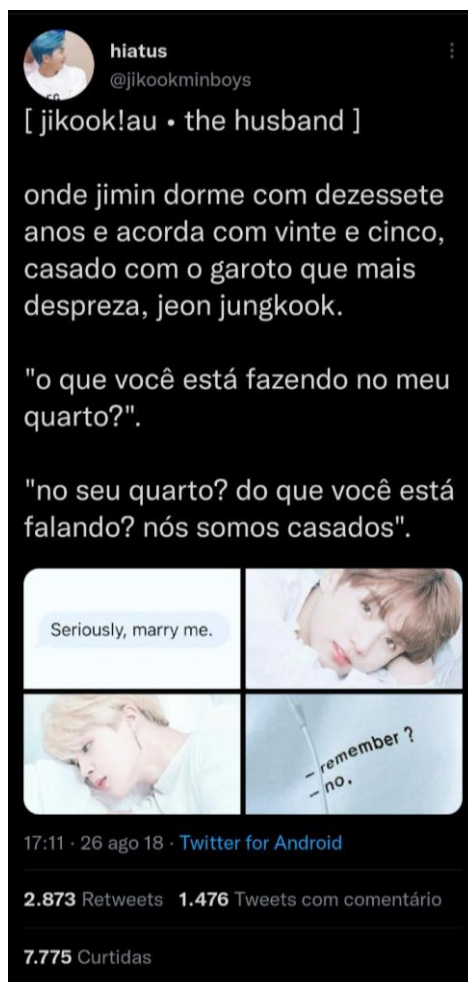 hiatus
@jikookminboys
[ jikook!au • the husband ]
onde jimin dorme com dezessete
anos e acorda com vinte e cinco,
casado com o garoto que mais
despreza, jeon jungkook.
"o que você está fazendo no meu
quarto?".
"no seu quarto? do que você está
falando? nós somos casados".
Seriously, marry me.
- remember ?
- no.
17:11 · 26 ago 18 · Twitter for Android
2.873 Retweets 1.476 Tweets com comentário
7.775 Curtidas